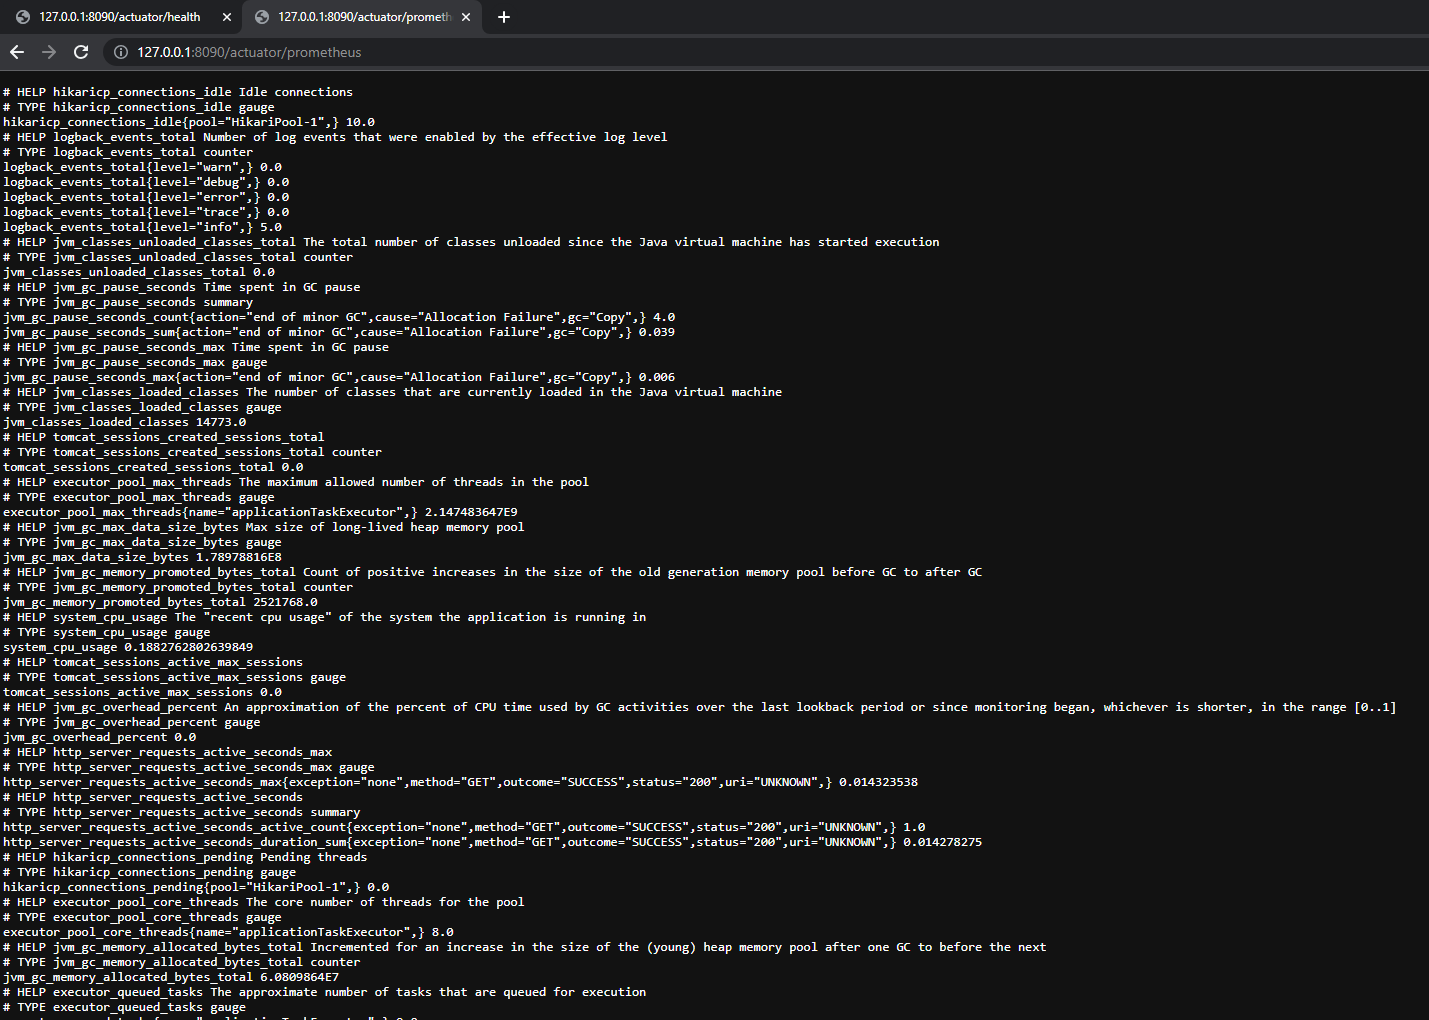 127.0.0.1:8090/actuator/health
127.0.0.1:8090/actuator/prometh
127.0.0.1:8090/actuator/prometheus
# HELP hikaricp_connections_idle Idle connections
# TYPE hikaricp_connections_idle gauge
hikaricp_connections_idle{pool="HikariPool-1",} 10.0
# HELP logback_events_total Number of log events that were enabled by the effective log level
# TYPE logback_events_total counter
logback_events_total{level="warn",} 0.0
logback_events_total{level="debug",} 0.0
logback_events_total{level="error",} 0.0
logback_events_total{level="trace",} 0.0
logback_events_total{level="info",} 5.0
# HELP jvm_classes_unloaded_classes_total The total number of classes unloaded since the Java virtual machine has started execution
# TYPE jvm_classes_unloaded_classes_total counter
jvm_classes_unloaded_classes_total 0.0
# HELP jvm_gc_pause_seconds Time spent in GC pause
# TYPE jvm_gc_pause_seconds summary
jvm_gc_pause_seconds_count{action="end of minor GC",cause="Allocation Failure",gc="Copy",} 4.0
jvm_gc_pause_seconds_sum{action="end of minor GC",cause="Allocation Failure",gc="Copy",} 0.039
# HELP jvm_gc_pause_seconds_max Time spent in GC pause
# TYPE jvm_gc_pause_seconds_max gauge
jvm_gc_pause_seconds_max{action="end of minor GC",cause="Allocation Failure",gc="Copy",} 0.006
# HELP jvm_classes_loaded_classes The number of classes that are currently loaded in the Java virtual machine
# TYPE jvm_classes_loaded_classes gauge
jvm_classes_loaded_classes 14773.0
# HELP tomcat_sessions_created_sessions_total
# TYPE tomcat_sessions_created_sessions_total counter
tomcat_sessions_created_sessions_total 0.0
# HELP executor_pool_max_threads The maximum allowed number of threads in the pool
# TYPE executor_pool_max_threads gauge
executor_pool_max_threads{name="applicationTaskExecutor",} 2.147483647E9
# HELP jvm_gc_max_data_size_bytes Max size of long-lived heap memory pool
# TYPE jvm_gc_max_data_size_bytes gauge
jvm_gc_max_data_size_bytes 1.78978816E8
# HELP jvm_gc_memory_promoted_bytes_total Count of positive increases in the size of the old generation memory pool before GC to after GC
# TYPE jvm_gc_memory_promoted_bytes_total counter
jvm_gc_memory_promoted_bytes_total 2521768.0
# HELP system_cpu_usage The "recent cpu usage" of the system the application is running in
# TYPE system_cpu_usage gauge
system_cpu_usage 0.1882762802639849
# HELP tomcat_sessions_active_max_sessions
# TYPE tomcat_sessions_active_max_sessions gauge
tomcat_sessions_active_max_sessions 0.0
# HELP jvm_gc_overhead_percent An approximation of the percent of CPU time used by GC activities over the last lookback period or since monitoring began, whichever is shorter, in the range [0..1]
# TYPE jvm_gc_overhead_percent gauge
jvm_gc_overhead_percent 0.0
# HELP http_server_requests_active_seconds_max
# TYPE http_server_requests_active_seconds_max gauge
http_server_requests_active_seconds_max{exception="none",method="GET",outcome="SUCCESS",status="200",uri="UNKNOWN",} 0.014323538
# HELP http_server_requests_active_seconds
# TYPE http_server_requests_active_seconds summary
http_server_requests_active_seconds_active_count{exception="none",method="GET",outcome="SUCCESS",status="200",uri="UNKNOWN",} 1.0
http_server_requests_active_seconds_duration_sum{exception="none",method="GET",outcome="SUCCESS",status="200",uri="UNKNOWN",} 0.014278275
# HELP hikaricp_connections_pending Pending threads
# TYPE hikaricp_connections_pending gauge
hikaricp_connections_pending{pool="HikariPool-1",} 0.0
# HELP executor_pool_core_threads The core number of threads for the pool
# TYPE executor_pool_core_threads gauge
executor_pool_core_threads{name="applicationTaskExecutor",} 8.0
# HELP jvm_gc_memory_allocated_bytes_total Incremented for an increase in the size of the (young) heap memory pool after one GC to before the next
# TYPE jvm_gc_memory_allocated_bytes_total counter
jvm_gc_memory_allocated_bytes_total 6.0809864E7
# HELP executor_queued_tasks The approximate number of tasks that are queued for execution
# TYPE executor_queued_tasks gauge